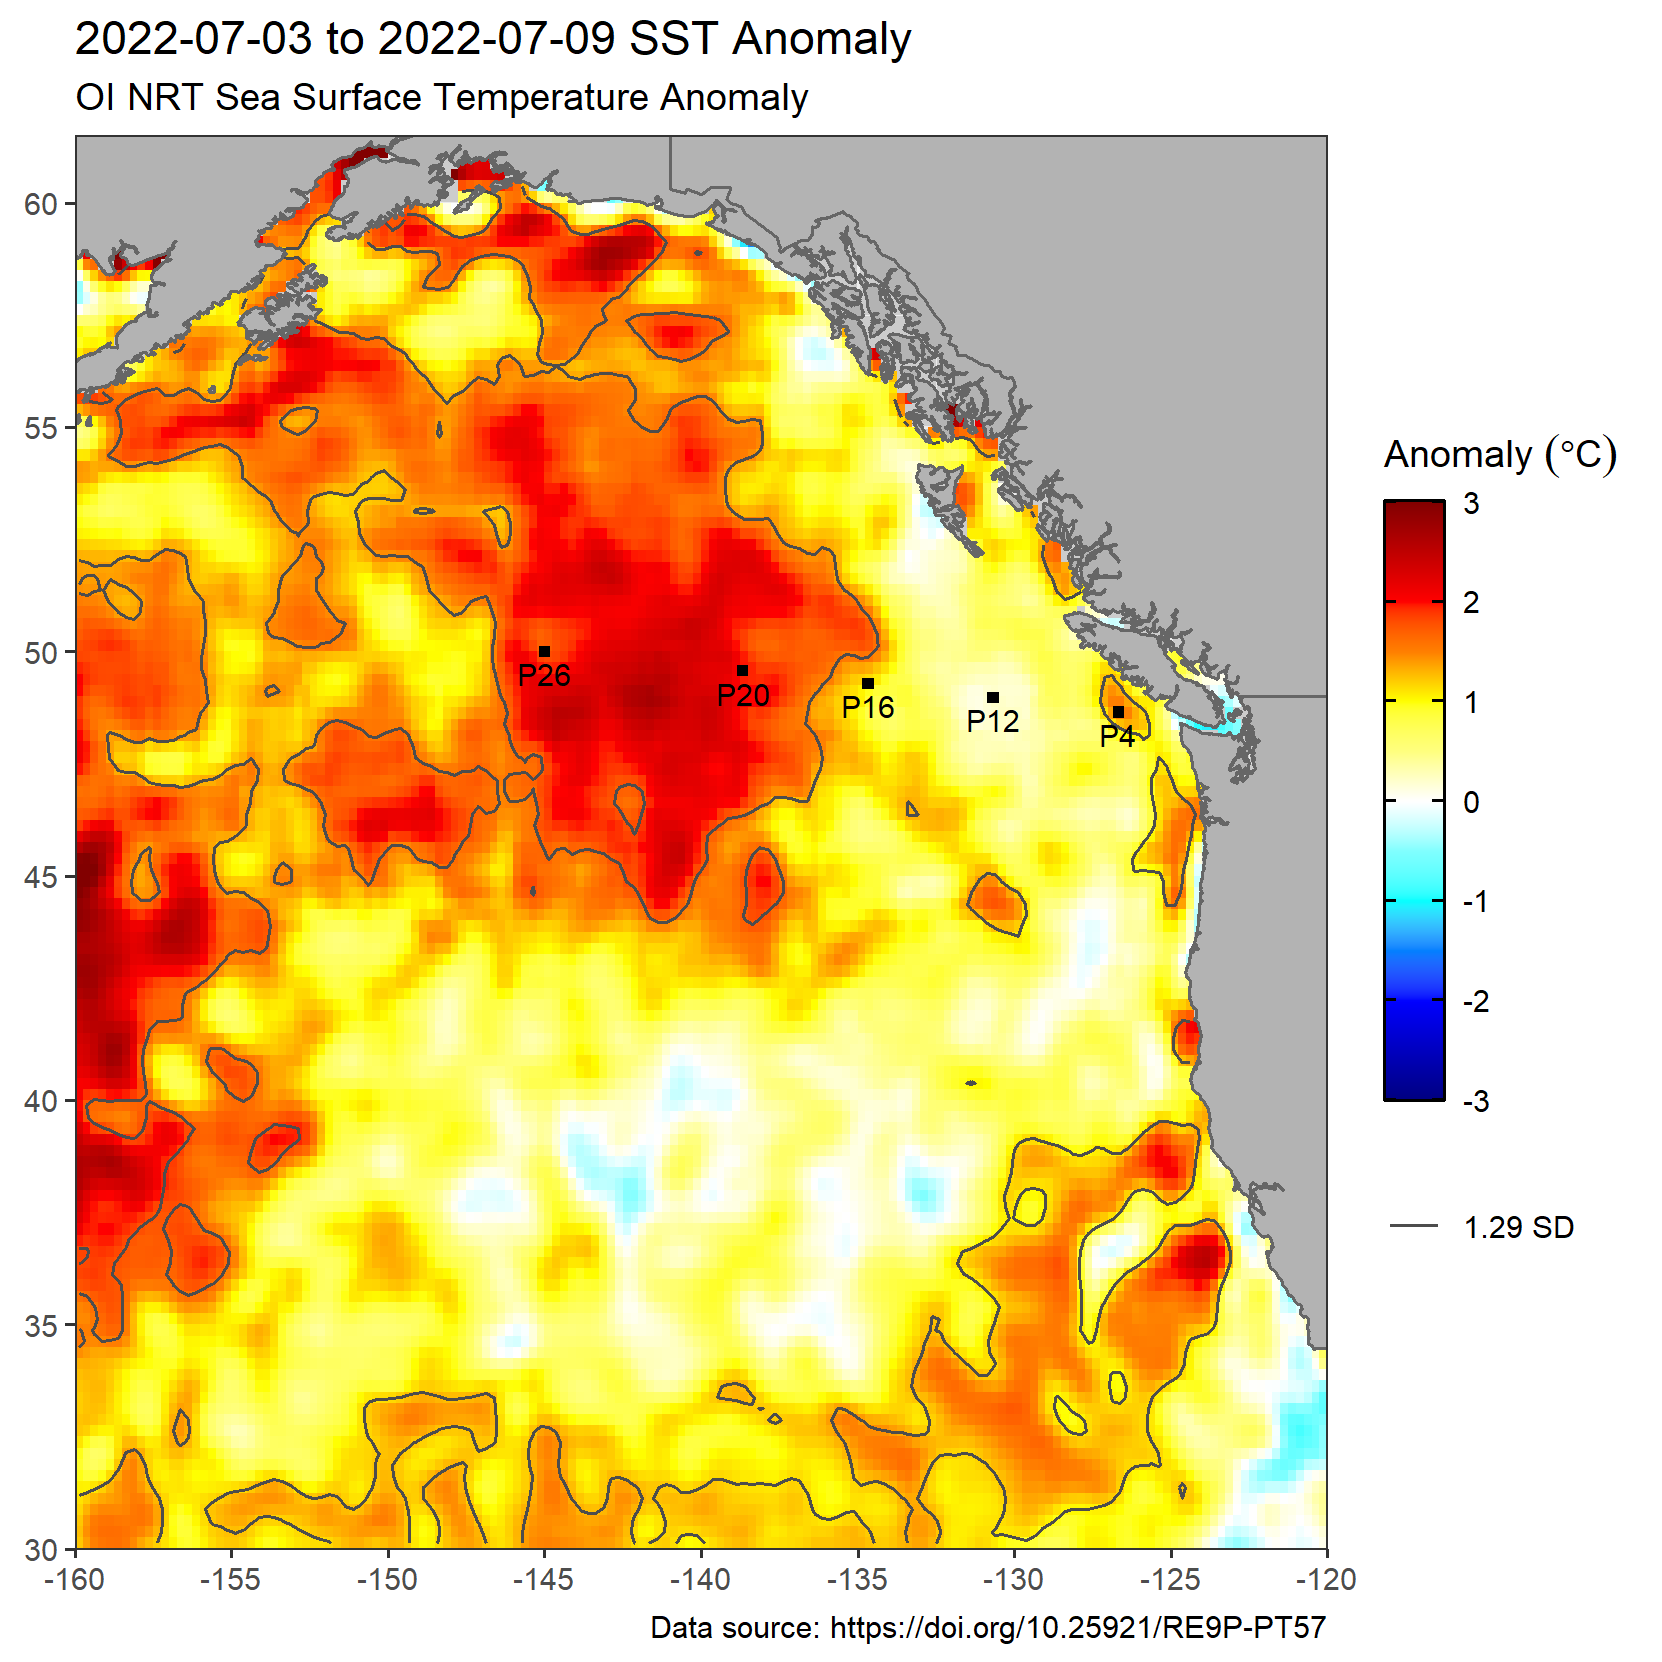 2022-07-03 to 2022-07-09 SST Anomaly
OI NRT Sea Surface Temperature Anomaly
60
55
50
45
40
35
30
-160
-155
-150
-145
-140
-135
-130
-125
-120
P26
P20
P16
P12
P4
Anomaly (°C)
3
2
1
0
-1
-2
-3
1.29 SD
Data source: https://doi.org/10.25921/RE9P-PT57